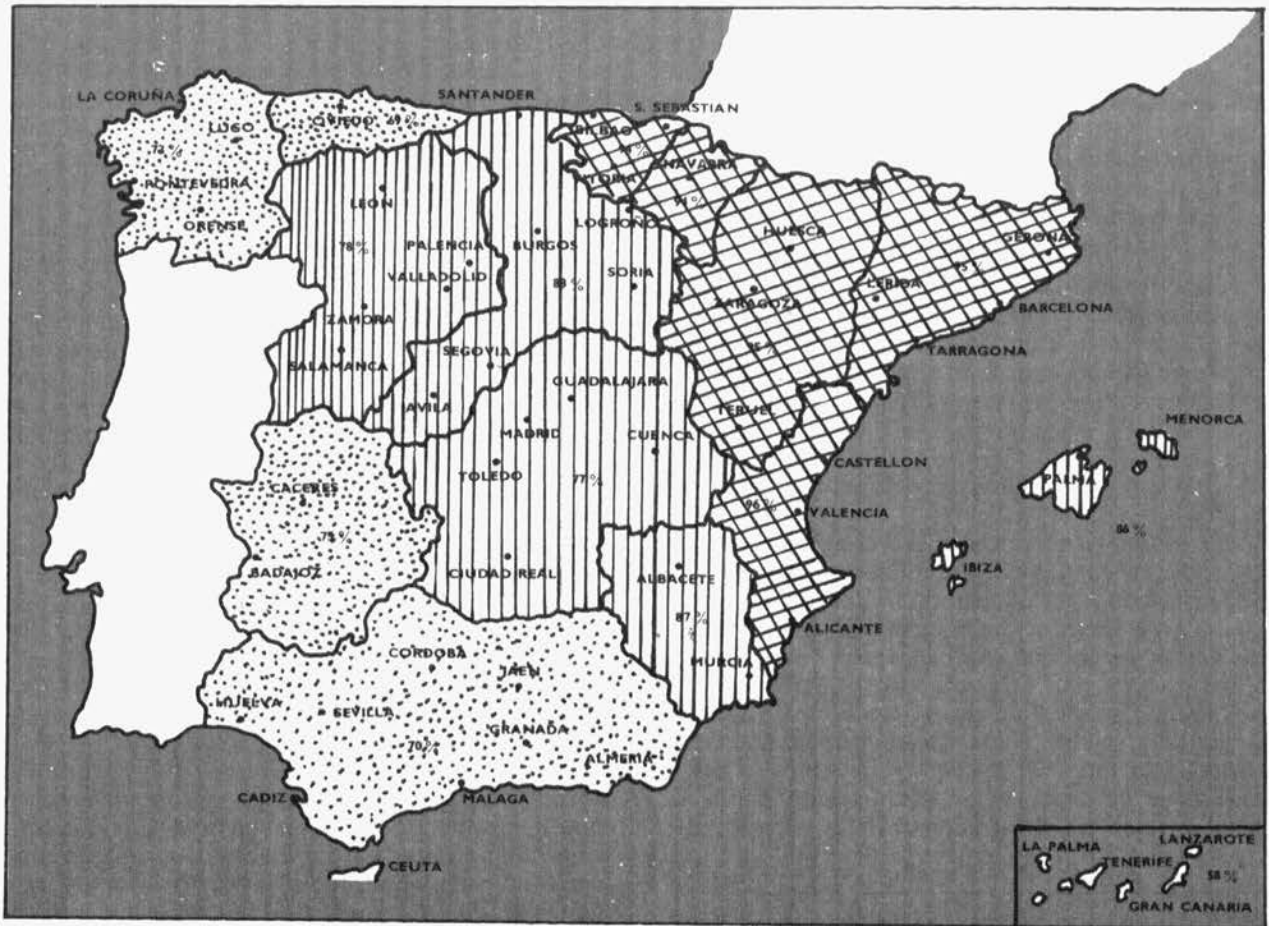 LA CORUÑA
SANTANDER
S. SEBASTIAN
OVIEDO 69%
BILBAO
LUGO
NAVARRA
PONTEVEDRA
ORENSE
LEON
LOGROÑO
HUESCA
GERONA
78%
PALENCIA
BURGOS
VALLADOLID
SORIA
88%
ZARAGOZA
LERIDA
BARCELONA
ZAMORA
TARRAGONA
SEGOVIA
SALAMANCA
GUADALAJARA
AVILA
MADRID
TERUEL
CUENCA
MENORCA
CASTELLON
TOLEDO
77%
PALMA
CACERES
96%
VALENCIA
86%
BADAJOZ
IBIZA
CIUDAD REAL
ALBACETE
87%
ALICANTE
CORDOBA
JAEN
MURCIA
HUELVA
SEVILLA
GRANADA
70%
ALMERIA
CADIZ
MALAGA
CEUTA
LA PALMA
LANZAROTE
TENERIFE
58%
GRAN CANARIA